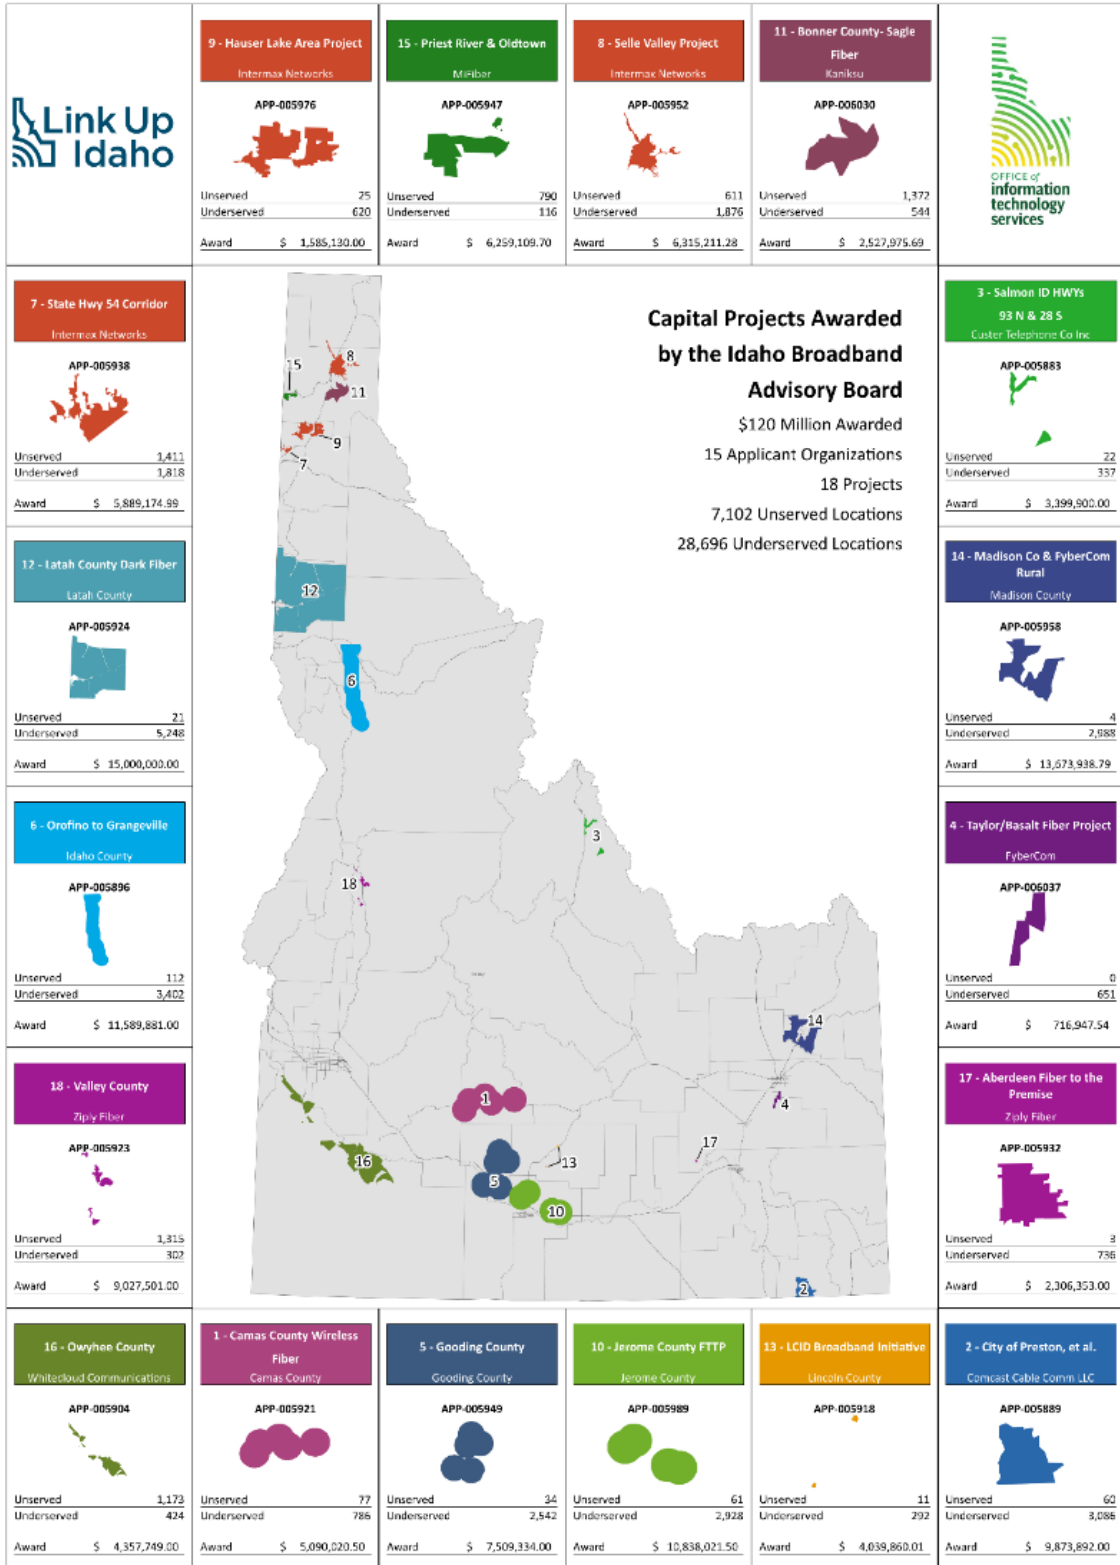 Link Up
Idaho
9 - Hauser Lake Area Project
Intermax Networks
APP-005976
Unserved 25
Underserved 620
Award $ 1,585,130.00
15 - Priest River & Oldtown
MiFiber
APP-005947
Unserved 790
Underserved 116
Award $ 6,259,109.70
8 - Selle Valley Project
Intermax Networks
APP-005952
Unserved 611
Underserved 1,876
Award $ 6,315,211.28
11 - Bonner County- Sagle
Fiber
Kaniksu
APP-006030
Unserved 1,372
Underserved 544
Award $ 2,527,975.69
OFFICE of
information
technology
services
7 - State Hwy 54 Corridor
Intermax Networks
APP-005938
Unserved 1,411
Underserved 1,818
Award $ 5,889,174.99
12 - Latah County Dark Fiber
Latah County
APP-005924
Unserved 21
Underserved 5,248
Award $ 15,000,000.00
6 - Orofino to Grangeville
Idaho County
APP-005896
Unserved 112
Underserved 3,402
Award $ 11,589,881.00
18 - Valley County
Ziply Fiber
APP-005923
Unserved 1,315
Underserved 302
Award $ 9,027,501.00
Capital Projects Awarded
by the Idaho Broadband
Advisory Board
$120 Million Awarded
15 Applicant Organizations
18 Projects
7,102 Unserved Locations
28,696 Underserved Locations
8
15
11
9
7
12
6
3
18
14
1
4
17
16
13
5
10
2
3 - Salmon ID HWYs
93 N & 28 S
Custer Telephone Co Inc
APP-005883
Unserved 22
Underserved 337
Award $ 3,399,900.00
14 - Madison Co & FyberCom
Rural
Madison County
APP-005958
Unserved 4
Underserved 2,988
Award $ 13,673,938.79
4 - Taylor/Basalt Fiber Project
FyberCom
APP-006037
Unserved 0
Underserved 651
Award $ 716,947.54
17 - Aberdeen Fiber to the
Premise
Ziply Fiber
APP-005932
Unserved 3
Underserved 736
Award $ 2,306,353.00
16 - Owyhee County
Whitecloud Communications
APP-005904
Unserved 1,173
Underserved 424
Award $ 4,357,749.00
1 - Camas County Wireless
Fiber
Camas County
APP-005921
Unserved 77
Underserved 786
Award $ 5,090,020.50
5 - Gooding County
Gooding County
APP-005949
Unserved 34
Underserved 2,542
Award $ 7,509,334.00
10 - Jerome County FTTP
Jerome County
APP-005989
Unserved 61
Underserved 2,928
Award $ 10,838,021.50
13 - LCID Broadband Initiative
Lincoln County
APP-005918
Unserved 11
Underserved 292
Award $ 4,039,860.01
2 - City of Preston, et al.
Comcast Cable Comm LLC
APP-005889
Unserved 60
Underserved 3,086
Award $ 9,873,892.00